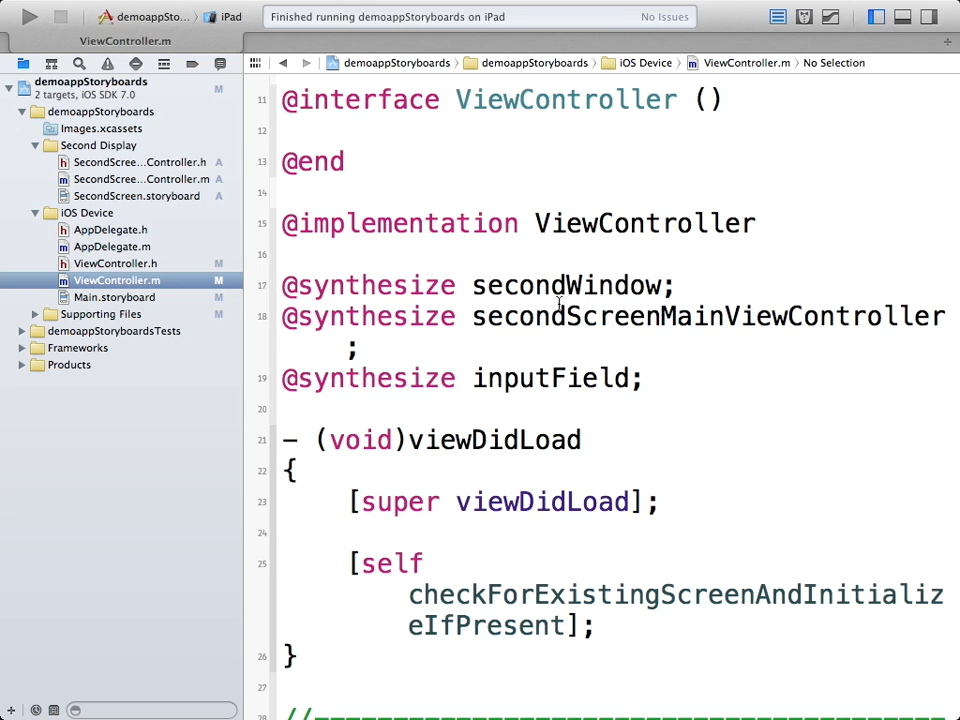 demoappSto... iPad
Finished running demoappStoryboards on iPad No Issues
ViewController.m
demoappStoryboards demoappStoryboards iOS Device ViewController.m No Selection
demoappStoryboards M
2 targets, iOS SDK 7.0
demoappStoryboards
Images.xcassets
Second Display
SecondScree...Controller.h A
SecondScree...Controller.m A
SecondScreen.storyboard A
iOS Device
AppDelegate.h
AppDelegate.m
ViewController.h M
ViewController.m M
Main.storyboard M
Supporting Files
demoappStoryboardsTests
Frameworks
Products
11 @interface ViewController ()
12
13 @end
14
15 @implementation ViewController
16
17 @synthesize secondWindow;
18 @synthesize secondScreenMainViewController
;
19 @synthesize inputField;
20
21 - (void)viewDidLoad
22 {
23 [super viewDidLoad];
24
25 [self
checkForExistingScreenAndInitializ
eIfPresent];
26 }
27